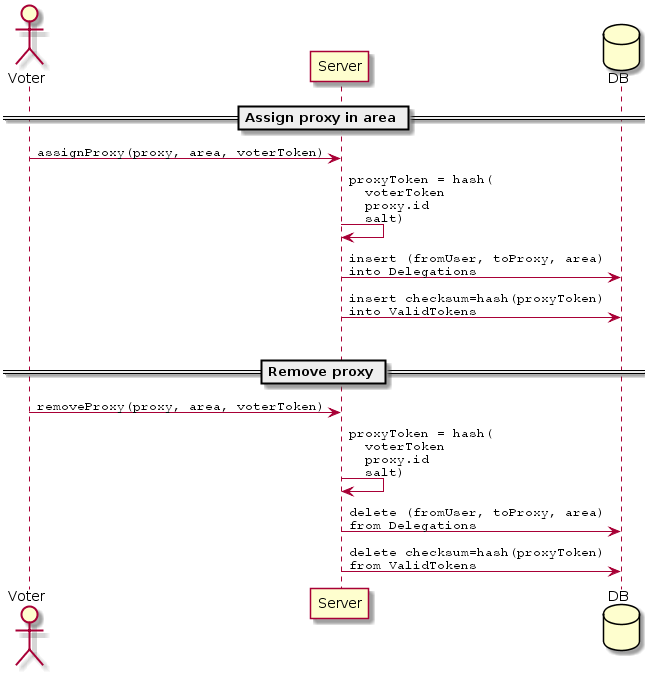 Voter
Server
DB
Assign proxy in area
assignProxy(proxy, area, voterToken)
proxyToken = hash(
voterToken
proxy.id
salt)
insert (fromUser, toProxy, area)
into Delegations
insert checksum=hash(proxyToken)
into ValidTokens
Remove proxy
removeProxy(proxy, area, voterToken)
proxyToken = hash(
voterToken
proxy.id
salt)
delete (fromUser, toProxy, area)
from Delegations
delete checksum=hash(proxyToken)
from ValidTokens
Voter
Server
DB